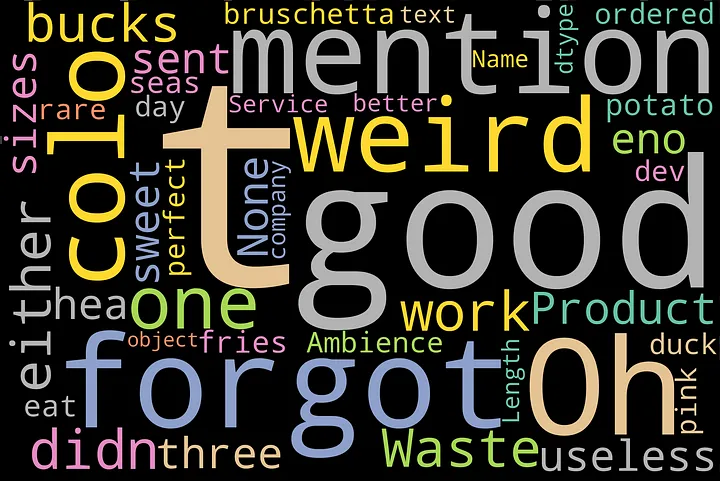 bruschetta
text
dtype
ordered
bucks
mention
sent
Name
sizes
colo
seas
rare
day
Service
better
potato
t
weird
eno
dev
sweet
perfect
None
company
good
either
hea
one
work
Product
object
fries
Ambience
Length
Oh
duck
forgot
pink
eat
didn
three
Waste
useless